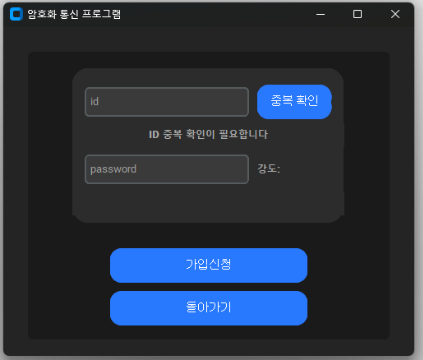 암호화 통신 프로그램
id
중복 확인
ID 중복 확인이 필요합니다
password
강도:
가입신청
돌아가기